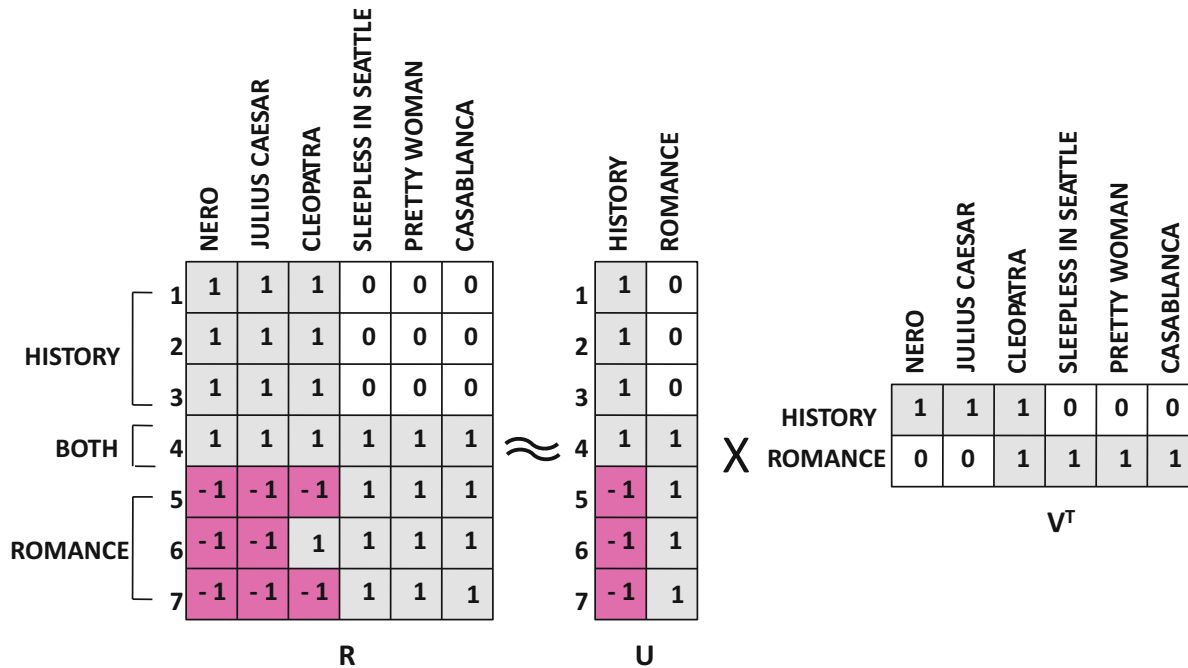 NERO
JULIUS CAESAR
CLEOPATRA
SLEEPLESS IN SEATTLE
PRETTY WOMAN
CASABLANCA
1 1 1 1 0 0 0
2 1 1 1 0 0 0
3 1 1 1 0 0 0
4 1 1 1 1 1 1
5 -1 -1 -1 1 1 1
6 -1 -1 1 1 1 1
7 -1 -1 -1 1 1 1
HISTORY
BOTH
ROMANCE
R
≈
HISTORY
ROMANCE
1 1 0
2 1 0
3 1 0
4 1 1
5 -1 1
6 -1 1
7 -1 1
U
X
NERO
JULIUS CAESAR
CLEOPATRA
SLEEPLESS IN SEATTLE
PRETTY WOMAN
CASABLANCA
HISTORY 1 1 1 0 0 0
ROMANCE 0 0 1 1 1 1
Vᵀ